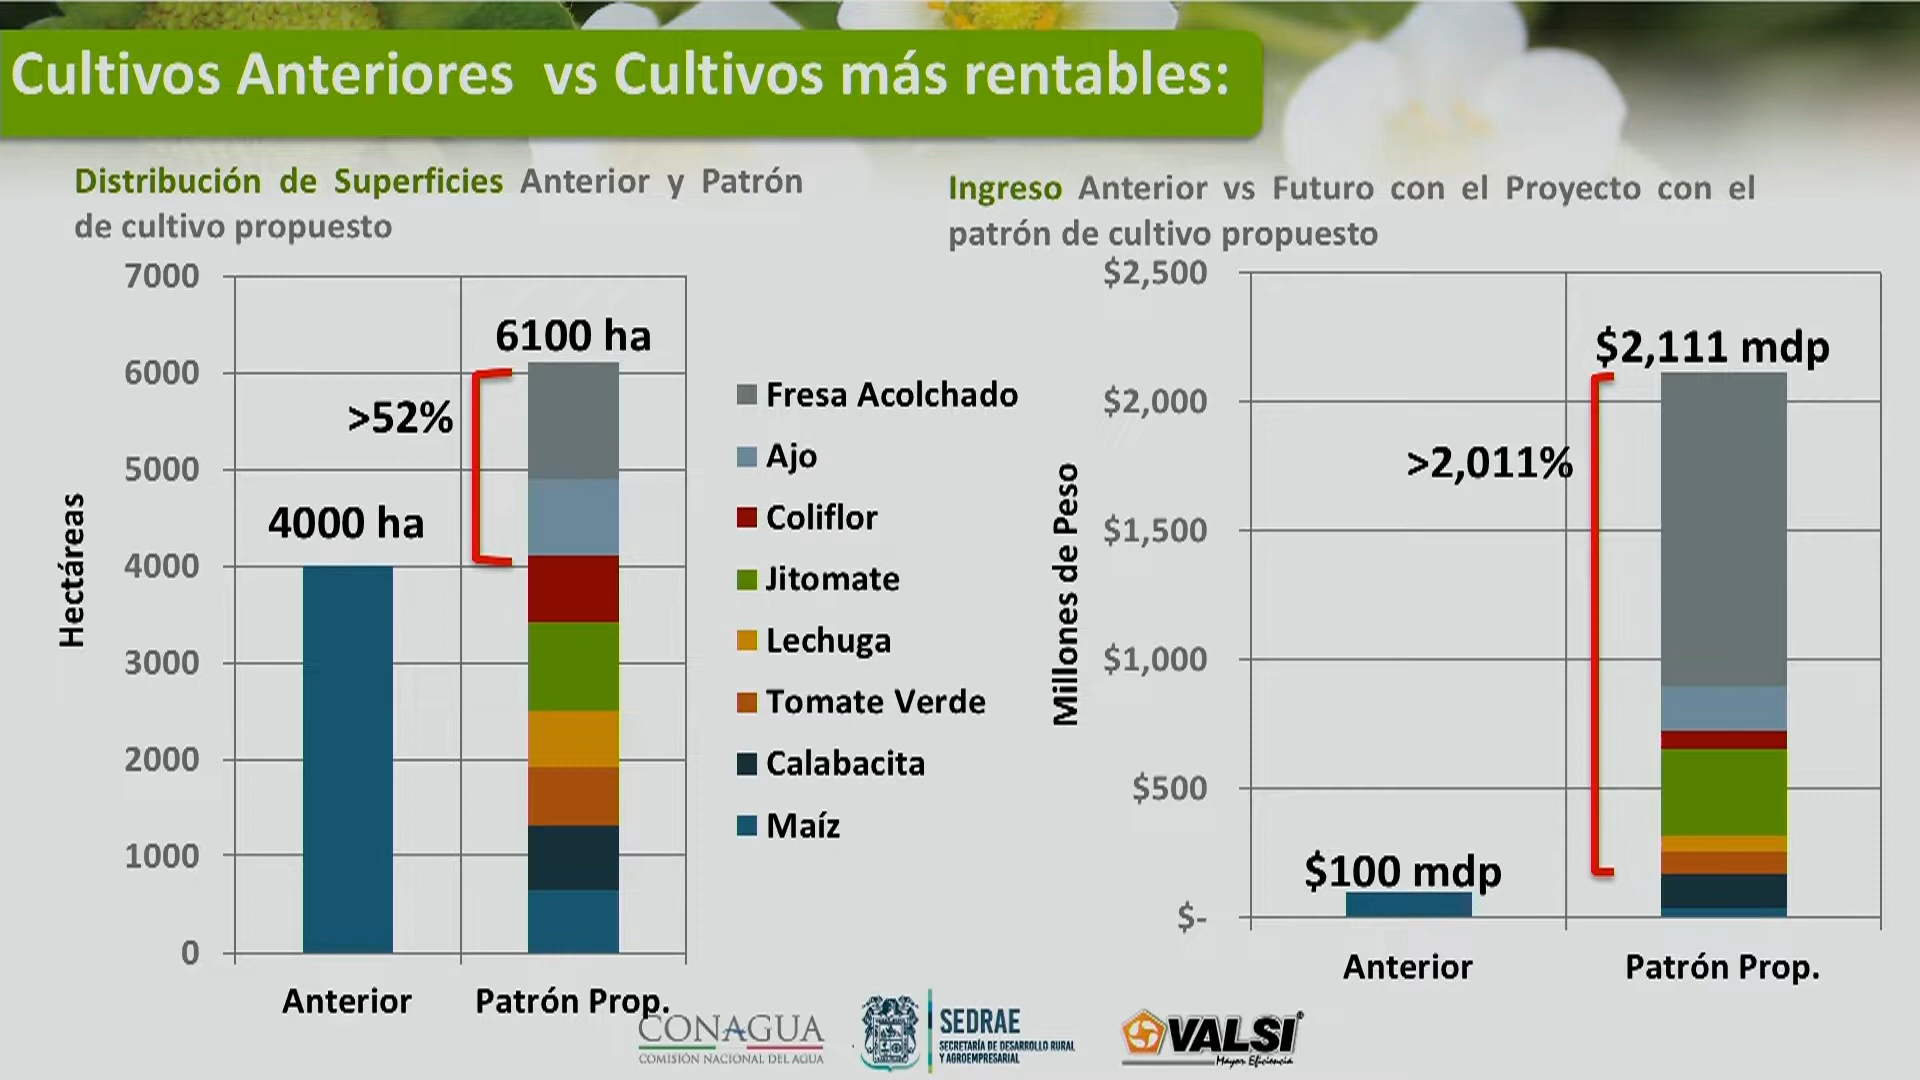 Cultivos Anteriores vs Cultivos más rentables:
Distribución de Superficies Anterior y Patrón
de cultivo propuesto
7000
6000
5000
4000
3000
2000
1000
0
Hectáreas
4000 ha
>52%
6100 ha
Anterior
Patrón Prop.
Fresa Acolchado
Ajo
Coliflor
Jitomate
Lechuga
Tomate Verde
Calabacita
Maíz
Ingreso Anterior vs Futuro con el Proyecto con el
patrón de cultivo propuesto
$2,500
$2,000
$1,500
$1,000
$500
$-
Millones de Peso
$100 mdp
>2,011%
$2,111 mdp
Anterior
Patrón Prop.
CONAGUA
COMISIÓN NACIONAL DEL AGUA
SEDRAE
SECRETARÍA DE DESARROLLO RURAL
Y AGROEMPRESARIAL
VALSI®
Mayor Eficiencia